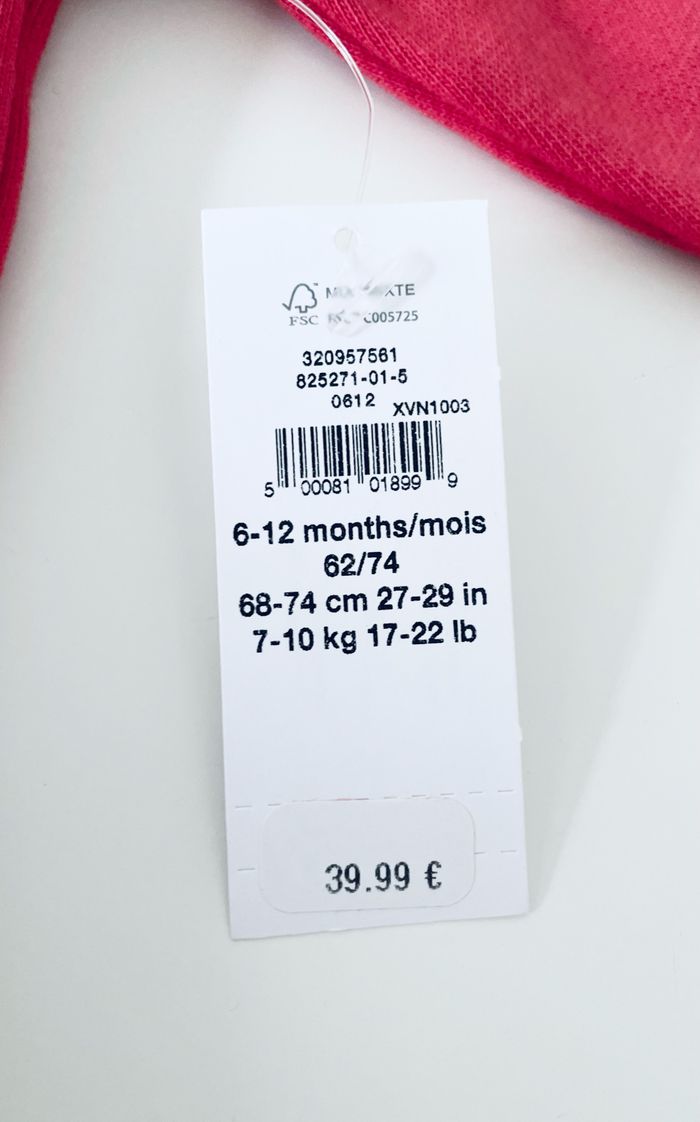 FSC C005725
320957561
825271-01-5
0612 XVN1003
5 00081 01899 9
6-12 months/mois
62/74
68-74 cm 27-29 in
7-10 kg 17-22 lb
39.99 €